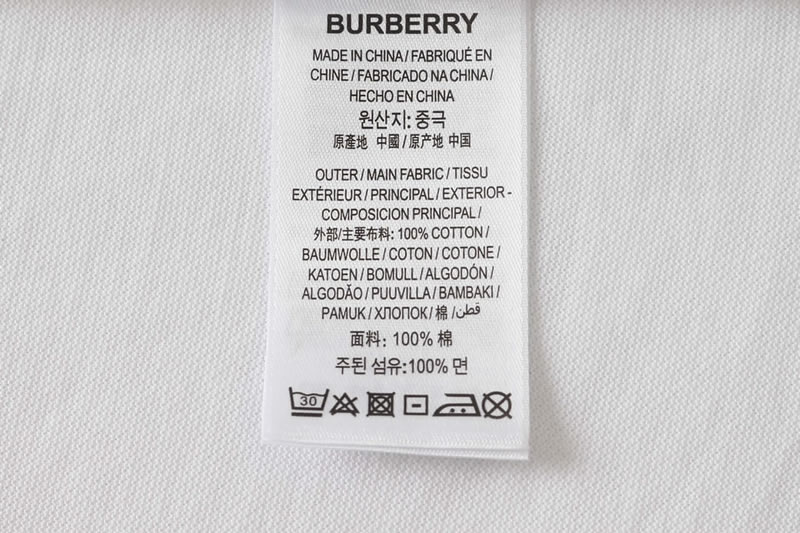 BURBERRY
MADE IN CHINA / FABRIQUÉ EN
CHINE / FABRICADO NA CHINA /
HECHO EN CHINA
원산지: 중극
原產地 中國 / 原产地 中国
OUTER / MAIN FABRIC / TISSU
EXTÉRIEUR / PRINCIPAL / EXTERIOR -
COMPOSICION PRINCIPAL /
外部/主要布料: 100% COTTON /
BAUMWOLLE / COTON / COTONE /
KATOEN / BOMULL / ALGODÓN /
ALGODÃO / PUUVILLA / BAMBAKI /
PAMUK / ХЛОПОК / 棉 / قطن
面料: 100% 棉
주된 섬유:100% 면
30